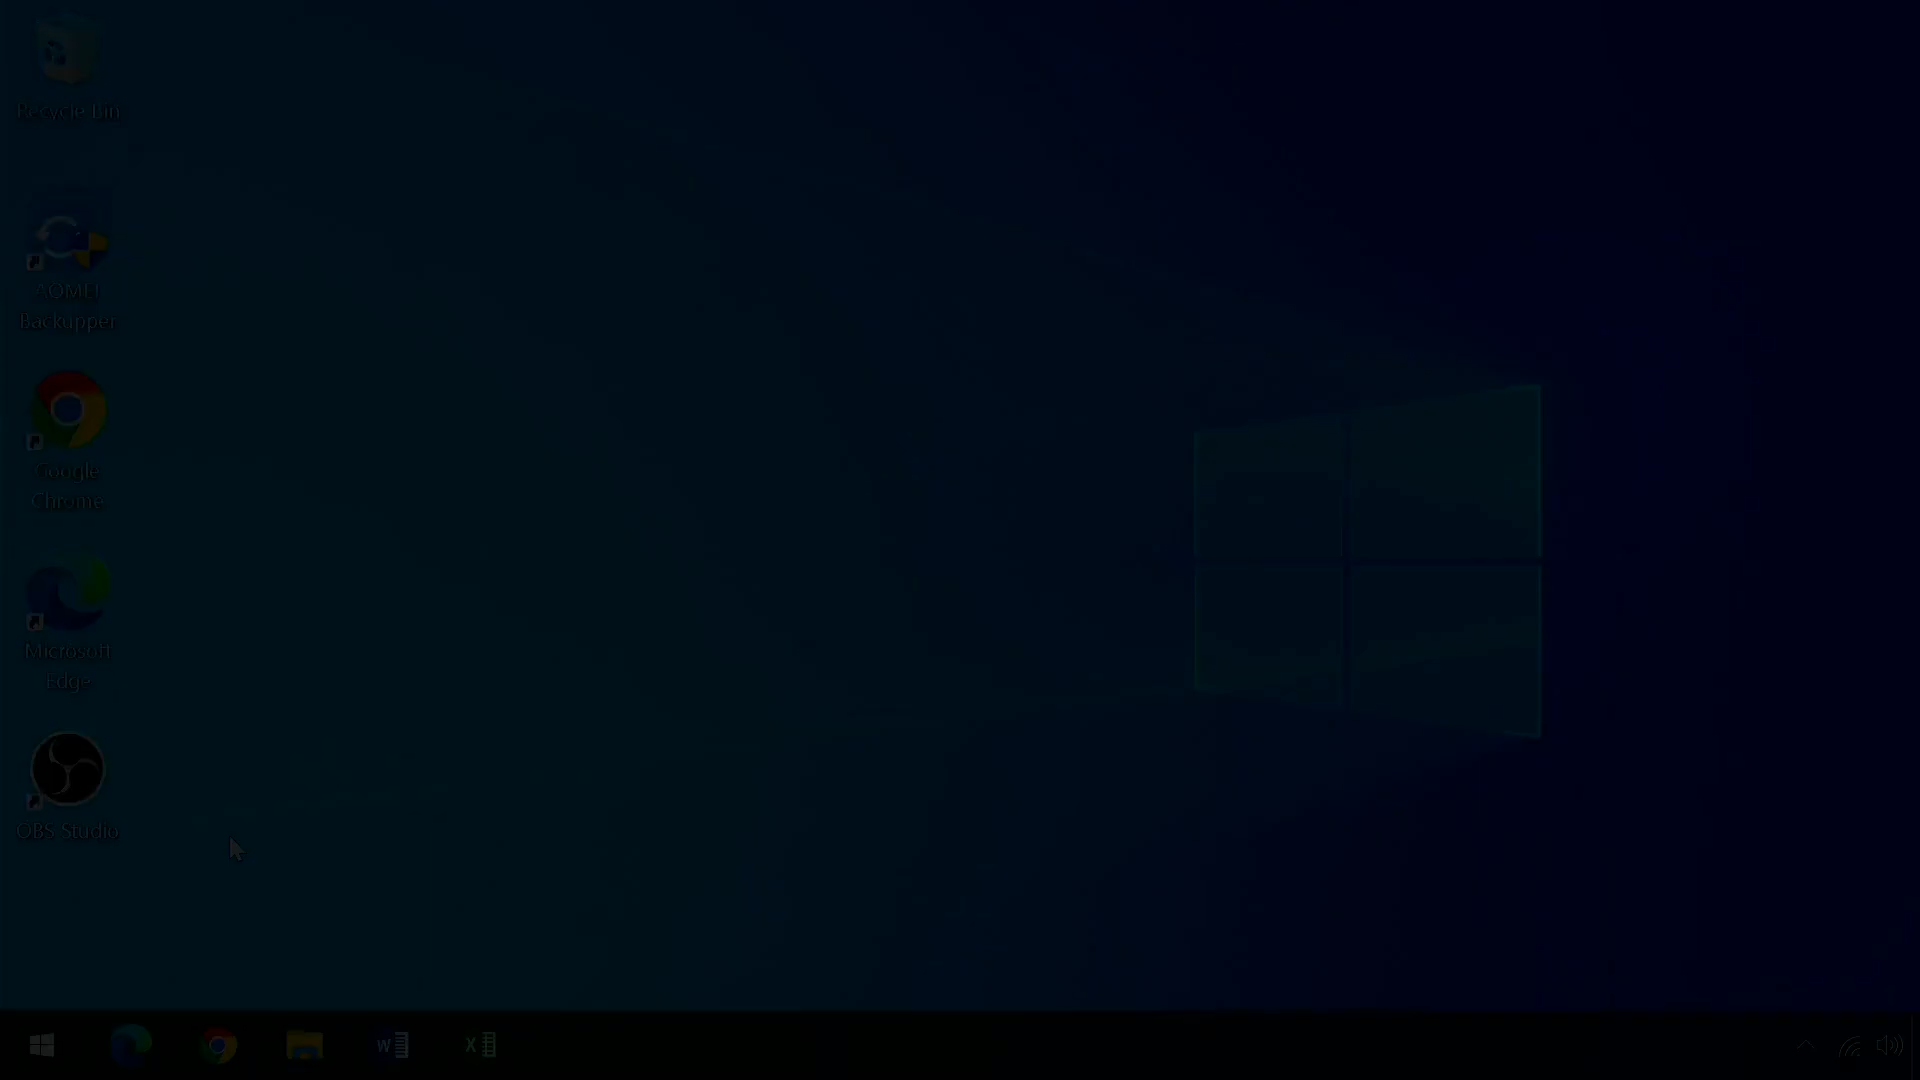 Recycle Bin
AOMEI
Backupper
Google
Chrome
Microsoft
Edge
OBS Studio
W
X